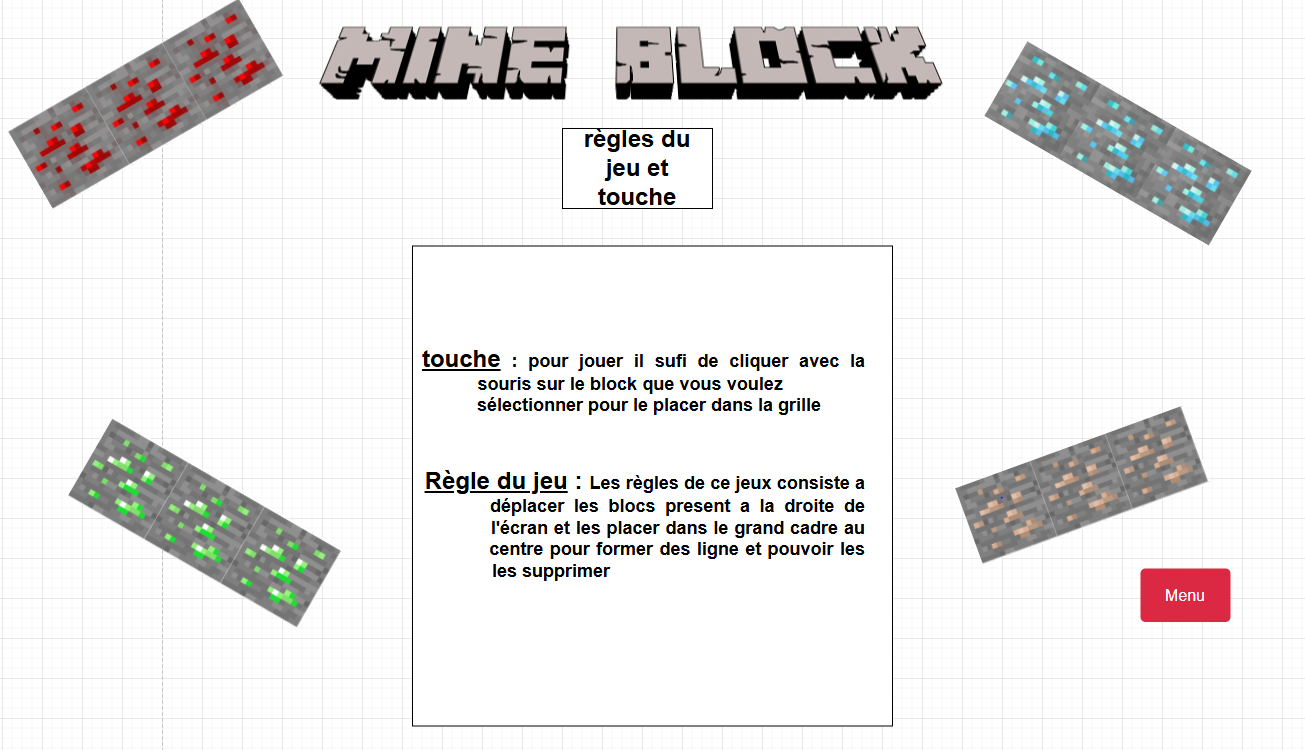 MINE BLOCK
règles du
jeu et
touche
touche : pour jouer il sufi de cliquer avec la
souris sur le block que vous voulez
sélectionner pour le placer dans la grille
Règle du jeu : Les règles de ce jeux consiste a
déplacer les blocs present a la droite de
l'écran et les placer dans le grand cadre au
centre pour former des ligne et pouvoir les
les supprimer
Menu